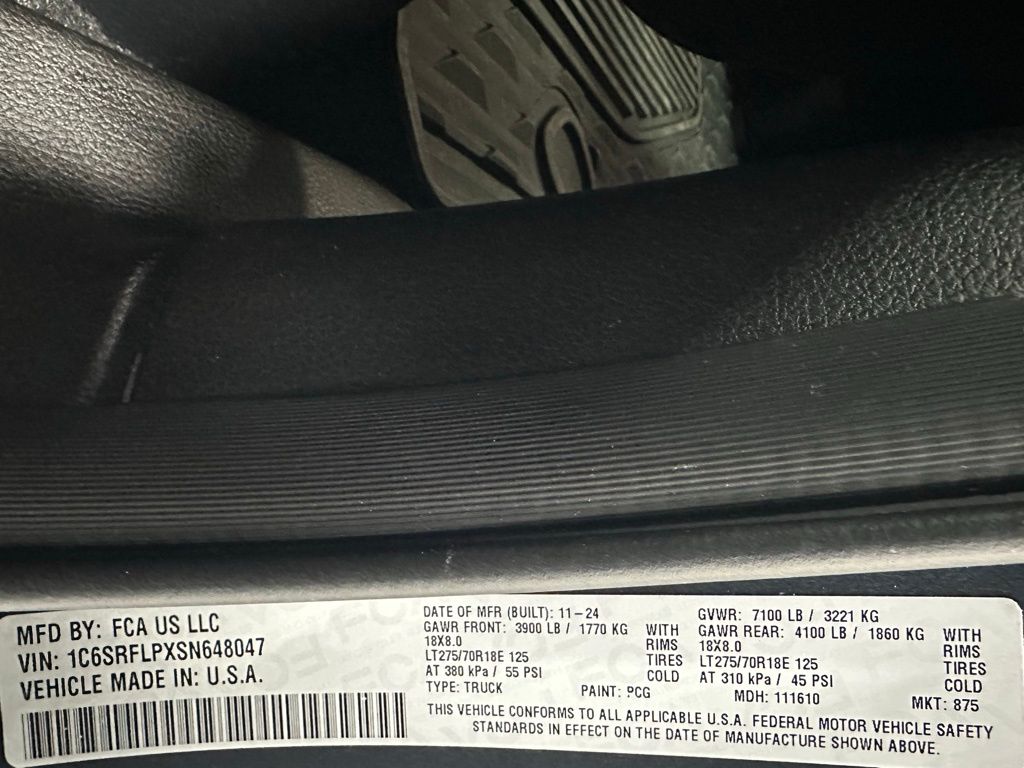 MFD BY: FCA US LLC
VIN: 1C6SRFLPXSN648047
VEHICLE MADE IN: U.S.A.
DATE OF MFR (BUILT): 11-24
GAWR FRONT: 3900 LB / 1770 KG WITH
18X8.0 RIMS
LT275/70R18E 125 TIRES
AT 380 kPa / 55 PSI COLD
TYPE: TRUCK PAINT: PCG
GVWR: 7100 LB / 3221 KG
GAWR REAR: 4100 LB / 1860 KG WITH
18X8.0 RIMS
LT275/70R18E 125 TIRES
AT 310 kPa / 45 PSI COLD
MDH: 111610 MKT: 875
THIS VEHICLE CONFORMS TO ALL APPLICABLE U.S.A. FEDERAL MOTOR VEHICLE SAFETY
STANDARDS IN EFFECT ON THE DATE OF MANUFACTURE SHOWN ABOVE.